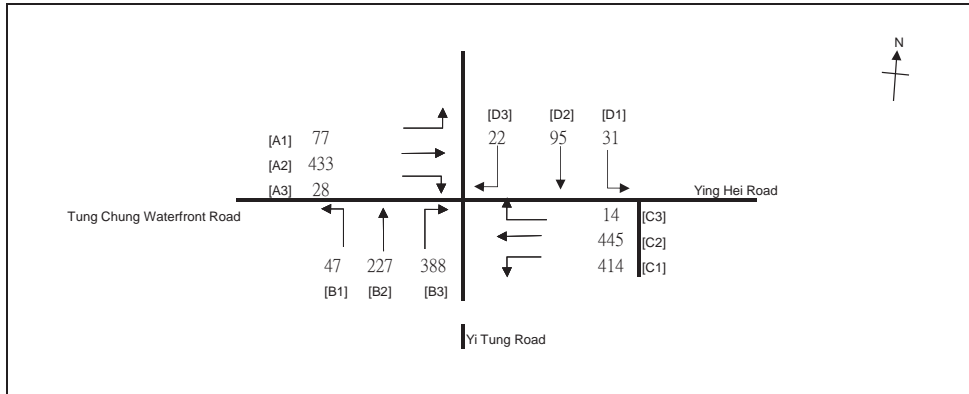 N
[D3] [D2] [D1]
[A1] 77 22 95 31
[A2] 433
[A3] 28 Ying Hei Road
Tung Chung Waterfront Road 14 [C3]
445 [C2]
47 227 388 414 [C1]
[B1] [B2] [B3]
Yi Tung Road